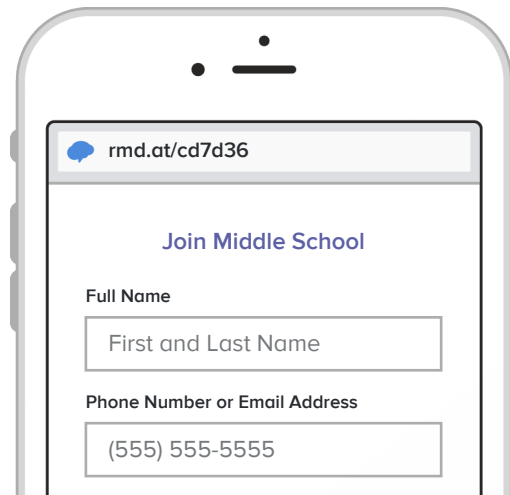 rmd.at/cd7d36
Join Middle School
Full Name
First and Last Name
Phone Number or Email Address
(555) 555-5555